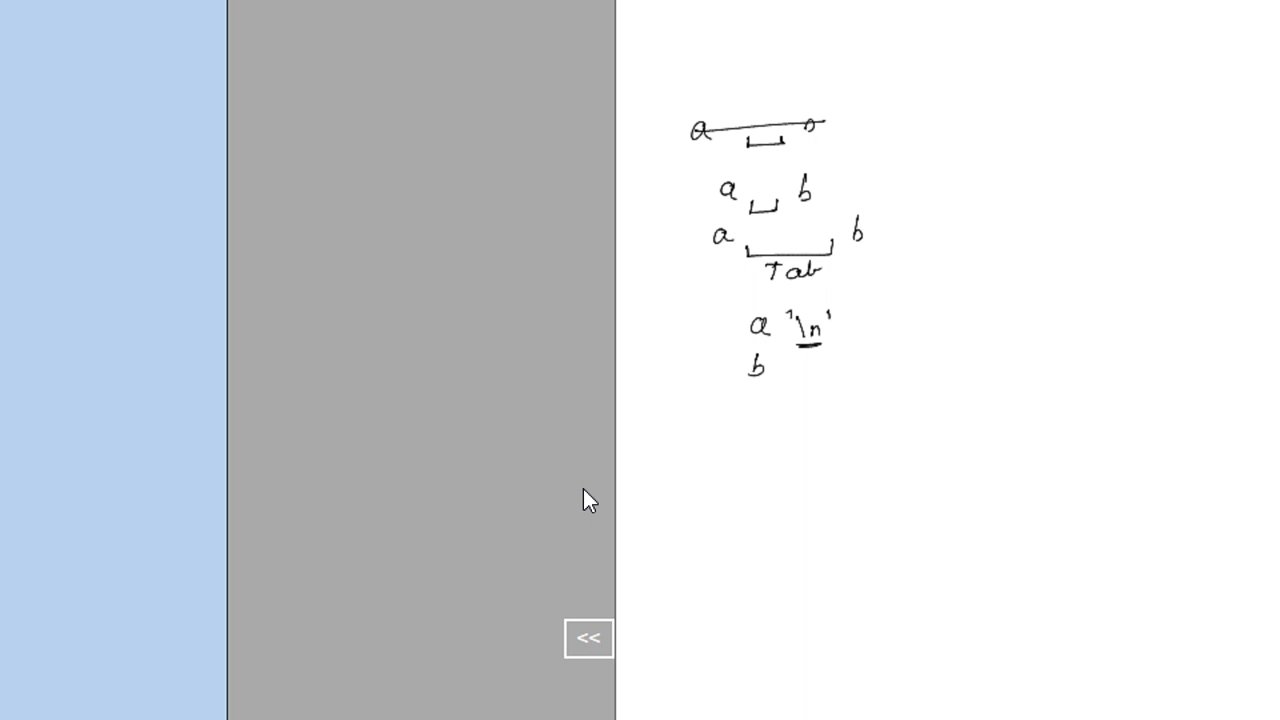 a ⌴
a ⌴ b
a b
Tab
a '\n'
b
<<